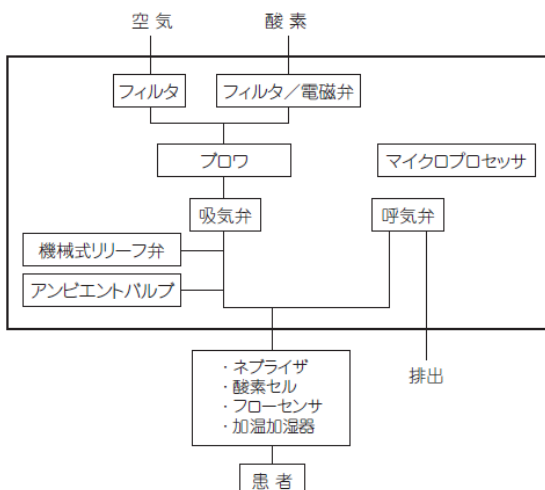 空気
酸素
フィルタ
フィルタ／電磁弁
ブロワ
マイクロプロセッサ
吸気弁
呼気弁
機械式リリーフ弁
アンビエントバルブ
・ネブライザ
・酸素セル
・フローセンサ
・加温加湿器
排出
患者